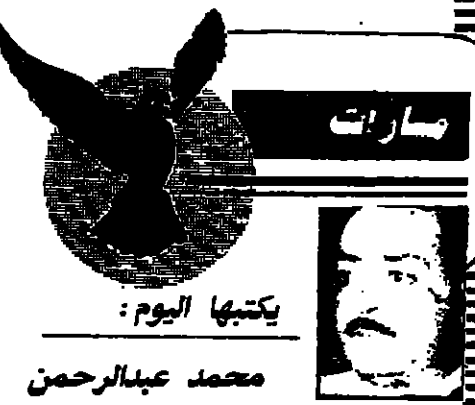 مسارات
يكتبها اليوم:
محمد عبدالرحمن